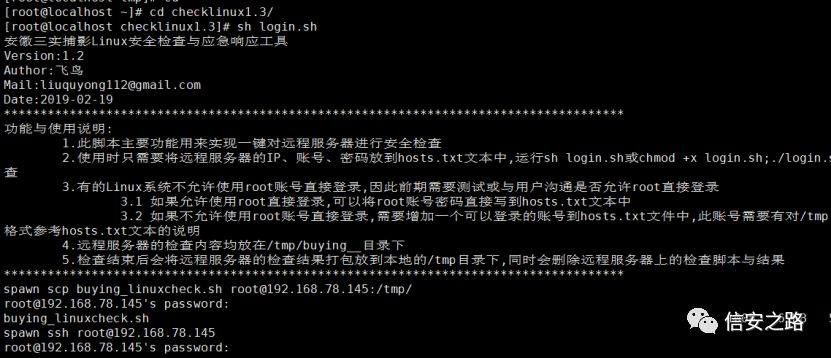 [root@localhost ~]# cd checklinux1.3/
[root@localhost checklinux1.3]# sh login.sh
安徽三实捕影Linux安全检查与应急响应工具
Version:1.2
Author:飞鸟
Mail:liuquyong112@gmail.com
Date:2019-02-19
*****************************************************************************************
功能与使用说明:
1.此脚本主要功能用来实现一键对远程服务器进行安全检查
2.使用时只需要将远程服务器的IP、账号、密码放到hosts.txt文本中,运行sh login.sh或chmod +x login.sh;./login.s
查
3.有的Linux系统不允许使用root账号直接登录,因此前期需要测试或与用户沟通是否允许root直接登录
3.1 如果允许使用root直接登录,可以将root账号密码直接写到hosts.txt文本中
3.2 如果不允许使用root账号直接登录,需要增加一个可以登录的账号到hosts.txt文件中,此账号需要有对/tmp
格式参考hosts.txt文本的说明
4.远程服务器的检查内容均放在/tmp/buying__目录下
5.检查结束后会将远程服务器的检查结果打包放到本地的/tmp目录下,同时会删除远程服务器上的检查脚本与结果
*****************************************************************************************
spawn scp buying_linuxcheck.sh root@192.168.78.145:/tmp/
root@192.168.78.145's password:
buying_linuxcheck.sh
spawn ssh root@192.168.78.145
root@192.168.78.145's password:
信安之路